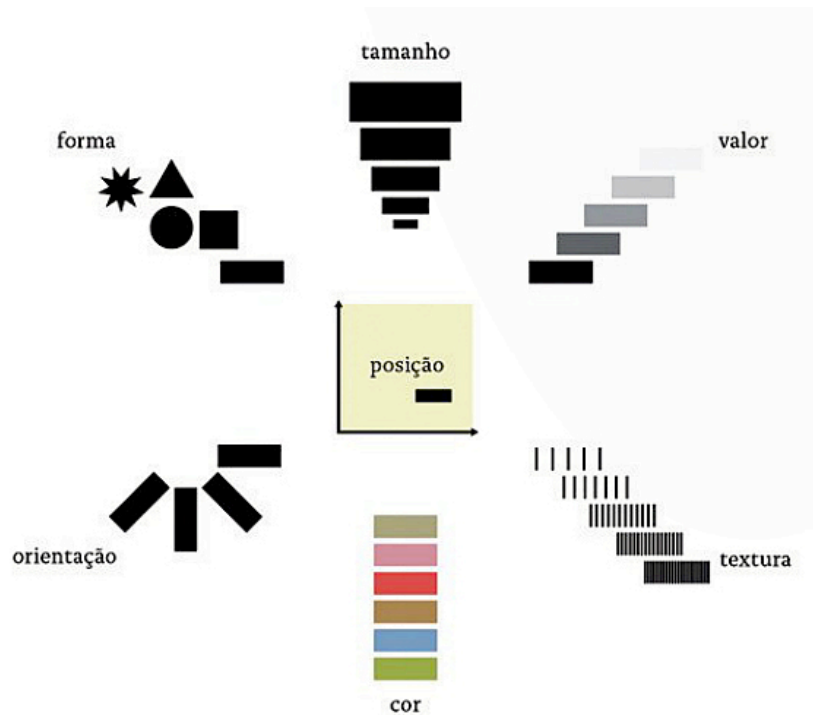 tamanho
forma
valor
posição
orientação
textura
cor